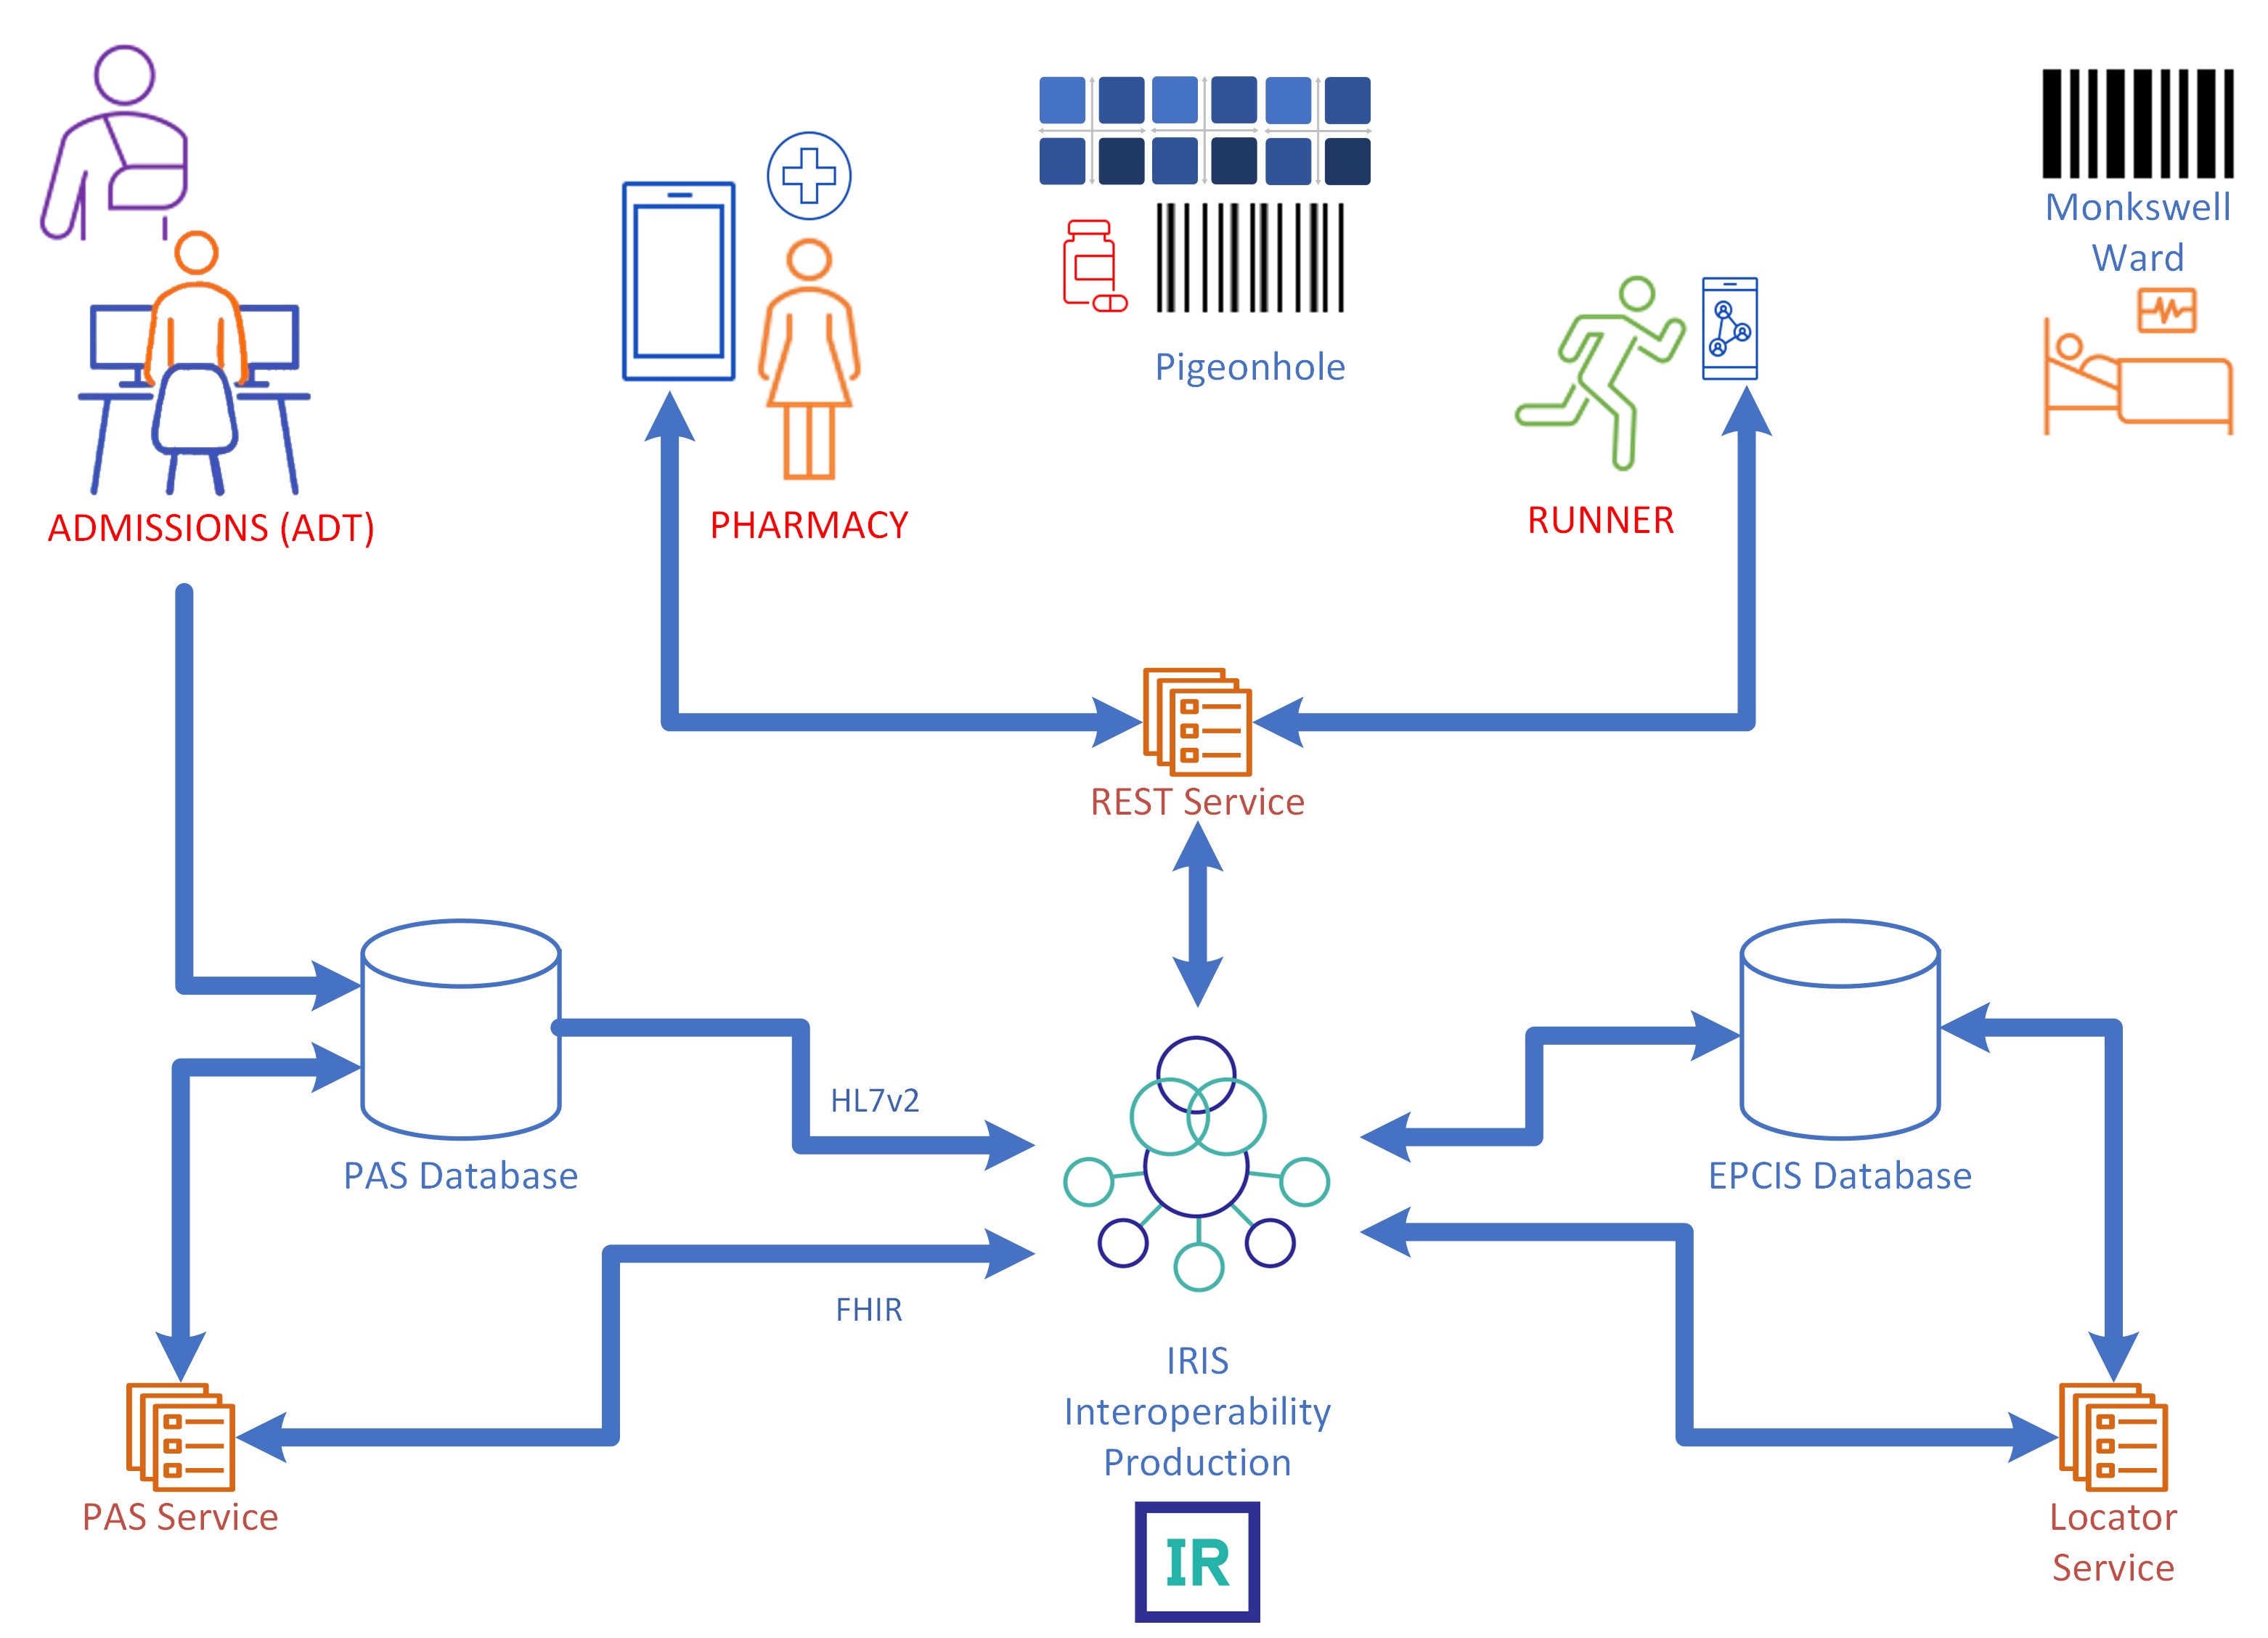 Monkswell
Ward
Pigeonhole
ADMISSIONS (ADT)
PHARMACY
RUNNER
REST Service
HL7v2
PAS Database
EPCIS Database
FHIR
IRIS
Interoperability
Production
PAS Service
Locator
Service
IR